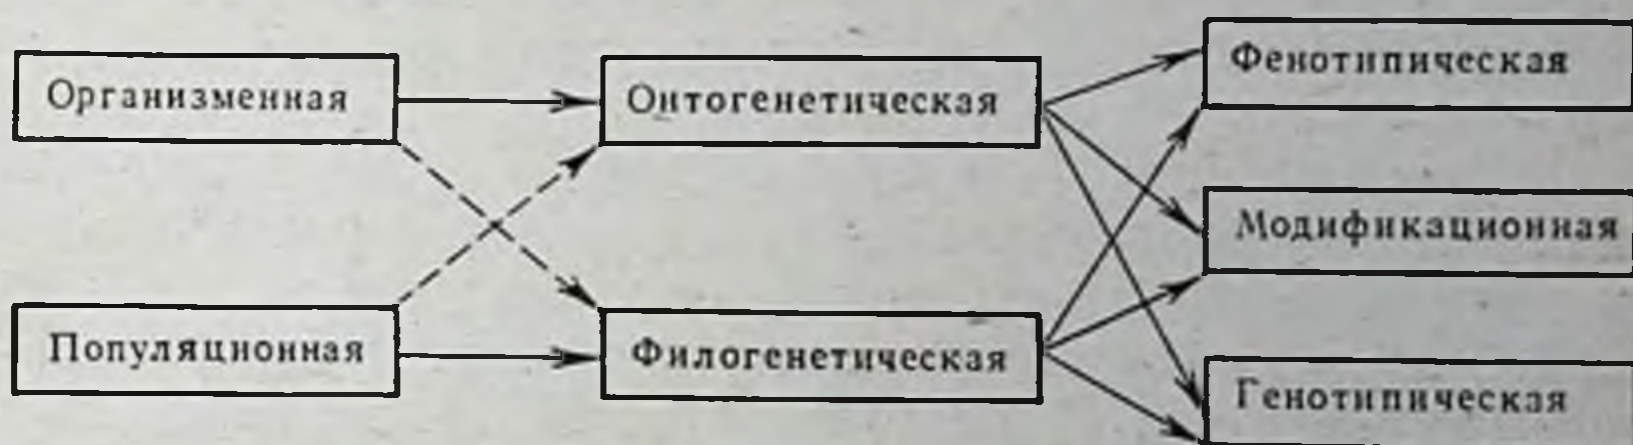 Организменная
Онтогенетическая
Фенотипическая
Модификационная
Популяционная
Филогенетическая
Генотипическая